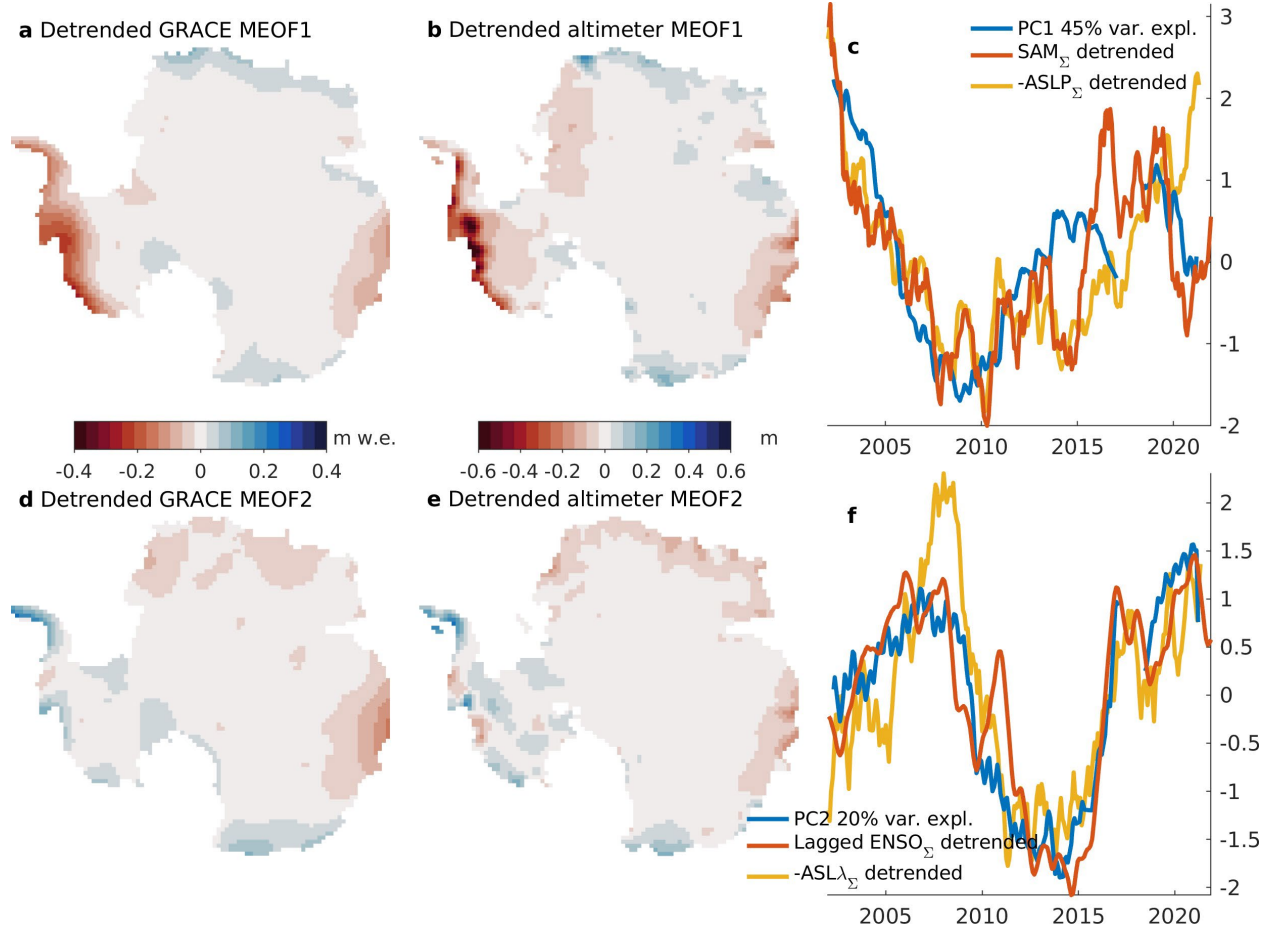 a Detrended GRACE MEOF1
b Detrended altimeter MEOF1
c
PC1 45% var. expl.
SAMΣ detrended
-ASLPΣ detrended
3
2
1
0
-1
-2
2005 2010 2015 2020
-0.4 -0.2 0 0.2 0.4 m w.e.
-0.6 -0.4 -0.2 0 0.2 0.4 0.6 m
d Detrended GRACE MEOF2
e Detrended altimeter MEOF2
f
2
1.5
1
0.5
0
-0.5
-1
-1.5
-2
PC2 20% var. expl.
Lagged ENSOΣ detrended
-ASLλΣ detrended
2005 2010 2015 2020